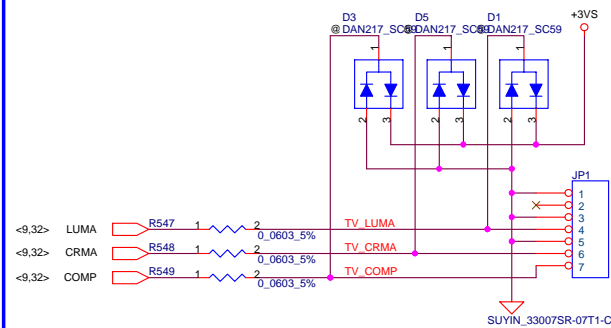 D3 D5 D1 +3VS
@ DAN217_SC59 @ DAN217_SC59 @ DAN217_SC59
1 1 1
2 3 2 3 2 3
JP1
1
2
3
<9,32> LUMA R547 1 2 0_0603_5% TV_LUMA 4
5
<9,32> CRMA R548 1 2 0_0603_5% TV_CRMA 6
<9,32> COMP R549 1 2 0_0603_5% TV_COMP 7
SUYIN_33007SR-07T1-C